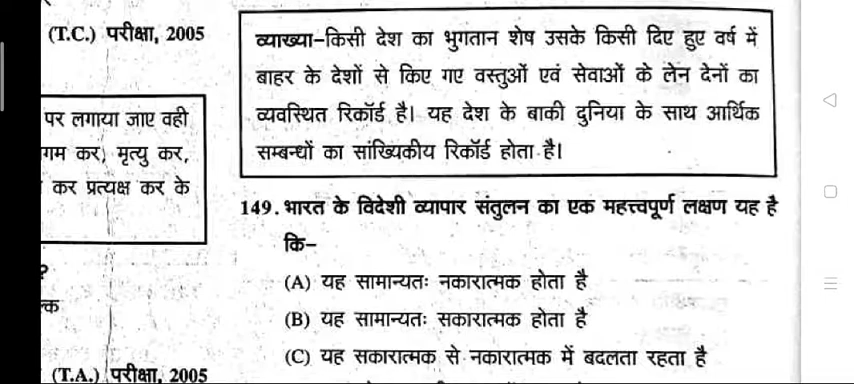 (T.C.) परीक्षा, 2005
पर लगाया जाए वही
गम कर) मृत्यु कर,
कर प्रत्यक्ष कर के
?
(T.A.) परीक्षा, 2005
व्याख्या–किसी देश का भुगतान शेष उसके किसी दिए हुए वर्ष में
बाहर के देशों से किए गए वस्तुओं एवं सेवाओं के लेन देनों का
व्यवस्थित रिकॉर्ड है। यह देश के बाकी दुनिया के साथ आर्थिक
सम्बन्धों का सांख्यिकीय रिकॉर्ड होता है।
149. भारत के विदेशी व्यापार संतुलन का एक महत्त्वपूर्ण लक्षण यह है
कि–
(A) यह सामान्यतः नकारात्मक होता है
(B) यह सामान्यतः सकारात्मक होता है
(C) यह सकारात्मक से नकारात्मक में बदलता रहता है